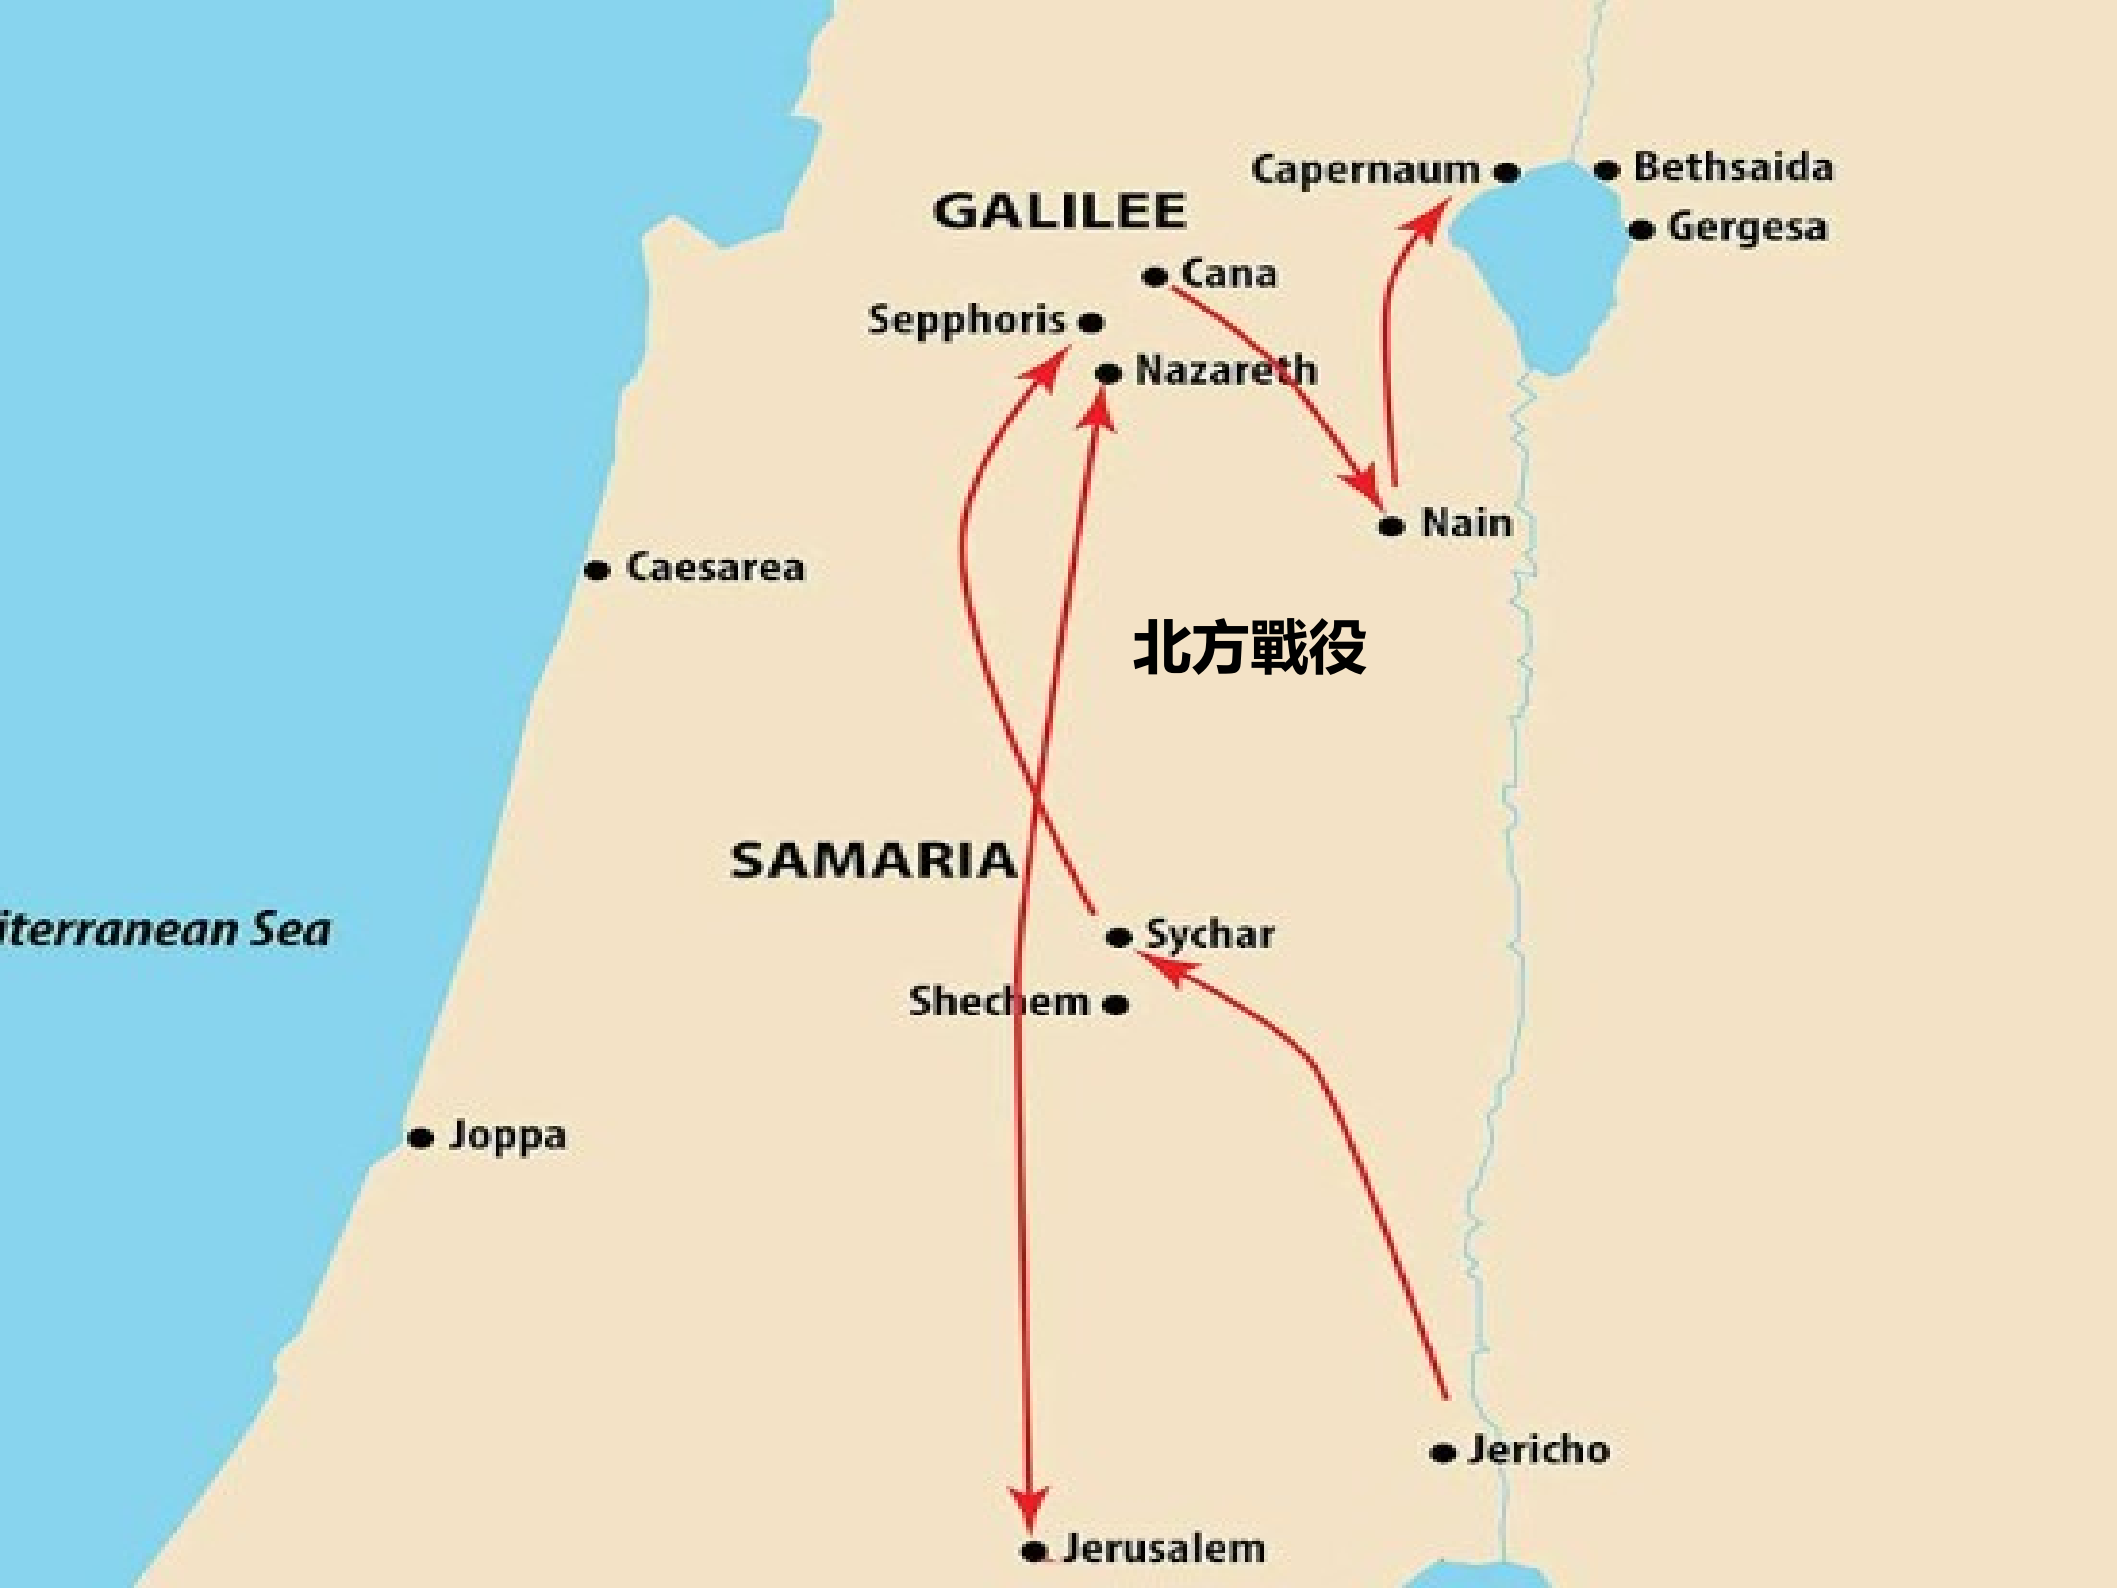 Capernaum
Bethsaida
GALILEE
Gergesa
Cana
Sepphoris
Nazareth
Nain
Caesarea
北方戰役
SAMARIA
iterranean Sea
Sychar
Shechem
Joppa
Jericho
Jerusalem